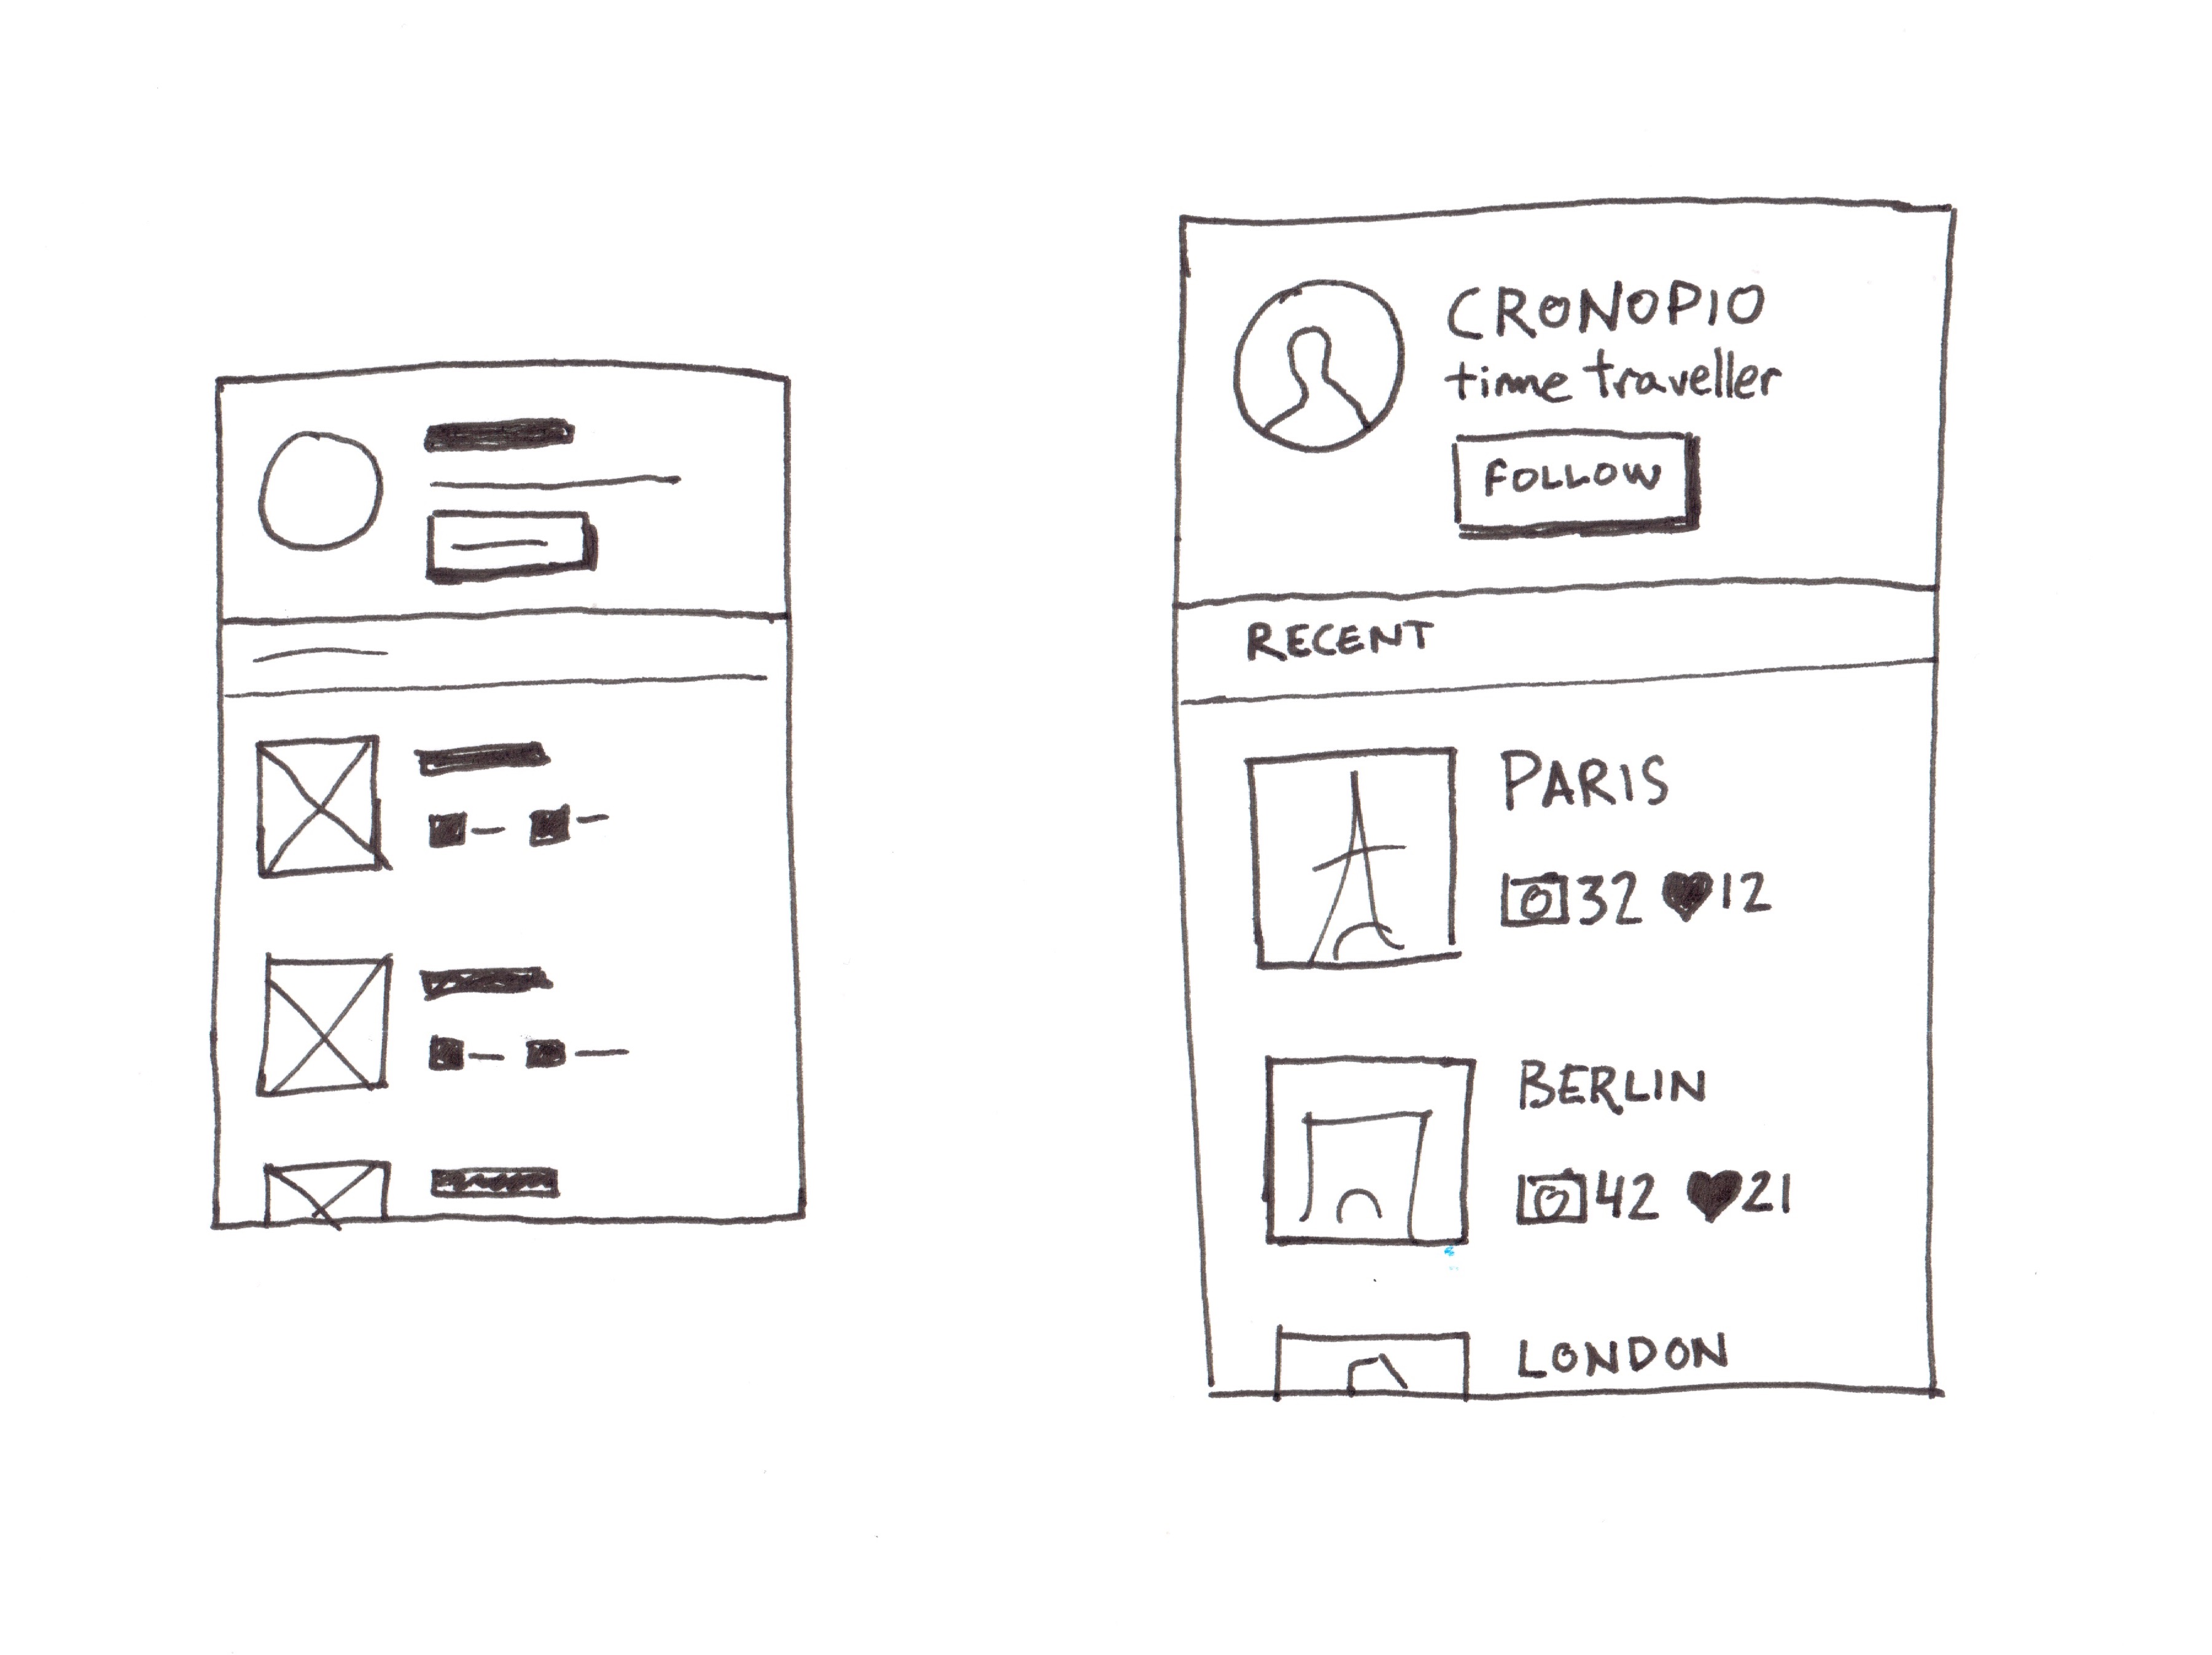 CRONOPIO
time traveller
FOLLOW
RECENT
PARIS
32 12
BERLIN
42 21
LONDON